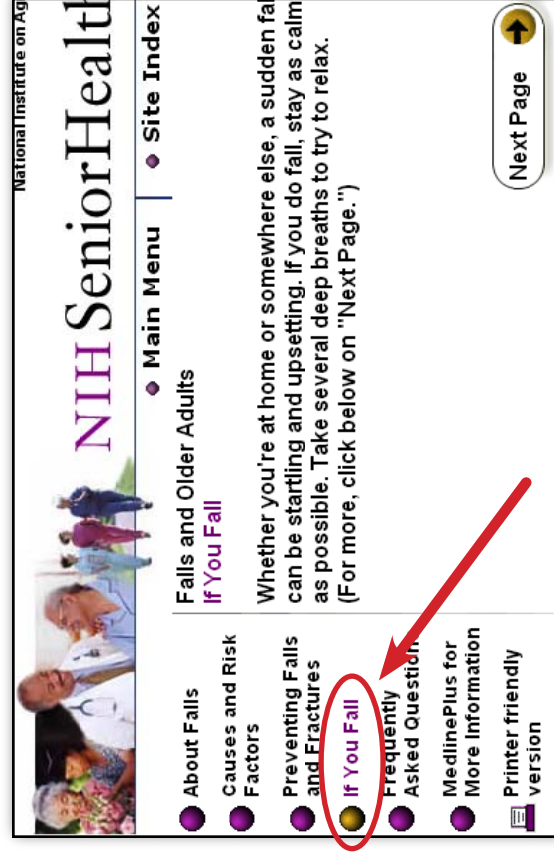 National Institute on Ag
NIHSeniorHealth
Main Menu
Site Index
Falls and Older Adults
If You Fall
Whether you're at home or somewhere else, a sudden fal
can be startling and upsetting. If you do fall, stay as calm
as possible. Take several deep breaths to try to relax.
(For more, click below on "Next Page.")
About Falls
Causes and Risk
Factors
Preventing Falls
and Fractures
If You Fall
Frequently
Asked Question
MedlinePlus for
More Information
Printer friendly
version
Next Page